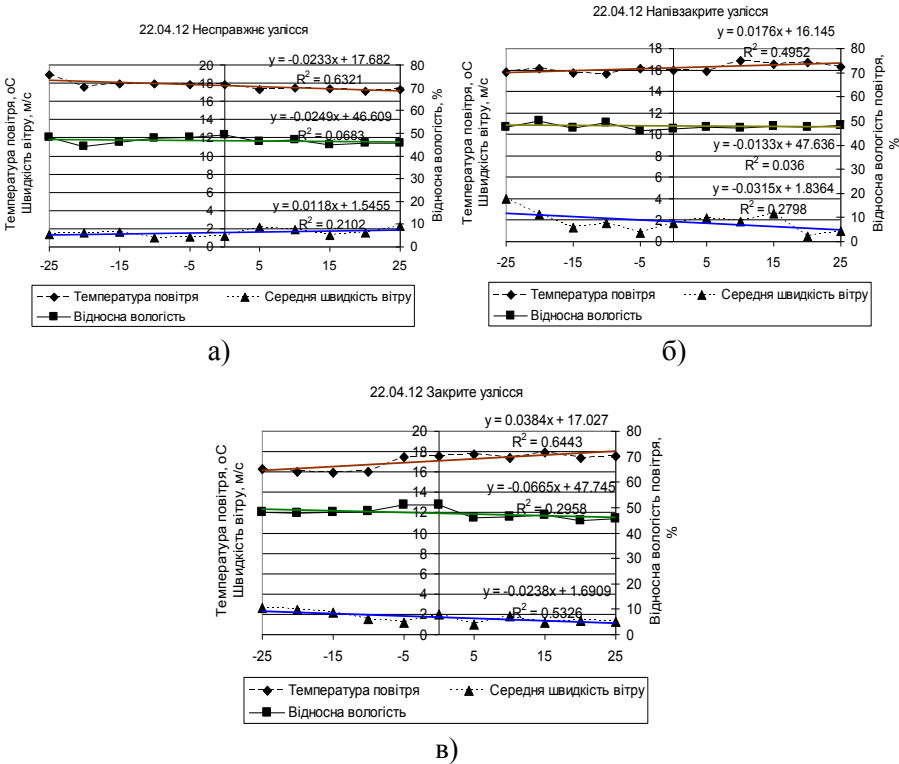 22.04.12 Несправжнє узлісся
y = -0.0233x + 17.682
R2 = 0.6321
-0.0249x + 46.609
R2 = 0.0683
y = 0.0118x + 1.5455
R2 = 0.2102
Температура повітря, оС
Швидкість вітру, м/с
Відносна вологість, %
20
18
16
14
12
10
8
6
4
2
0
80
70
60
50
40
30
20
10
0
-25 -15 -5 5 15 25
Температура повітря
Середня швидкість вітру
Відносна вологість
а)
22.04.12 Напівзакрите узлісся
y = 0.0176x + 16.145
R2 = 0.4952
y = -0.0133x + 47.636
R2 = 0.036
y = -0.0315x + 1.8364
R2 = 0.2798
Температура повітря, оС
Швидкість вітру, м/с
Відносна вологість повітря,
%
18
16
14
12
10
8
6
4
2
0
80
70
60
50
40
30
20
10
0
-25 -15 -5 5 15 25
Температура повітря
Середня швидкість вітру
Відносна вологість
б)
22.04.12 Закрите узлісся
y = 0.0384x + 17.027
R2 = 0.6443
y = -0.0665x + 47.745
R2 = 0.2958
y = -0.0238x + 1.6909
R2 = 0.5326
Температура повітря, оС
Швидкість вітру, м/с
Відносна вологість повітря,
%
20
18
16
14
12
10
8
6
4
2
0
80
70
60
50
40
30
20
10
0
-25 -15 -5 5 15 25
Температура повітря
Середня швидкість вітру
Відносна вологість
в)